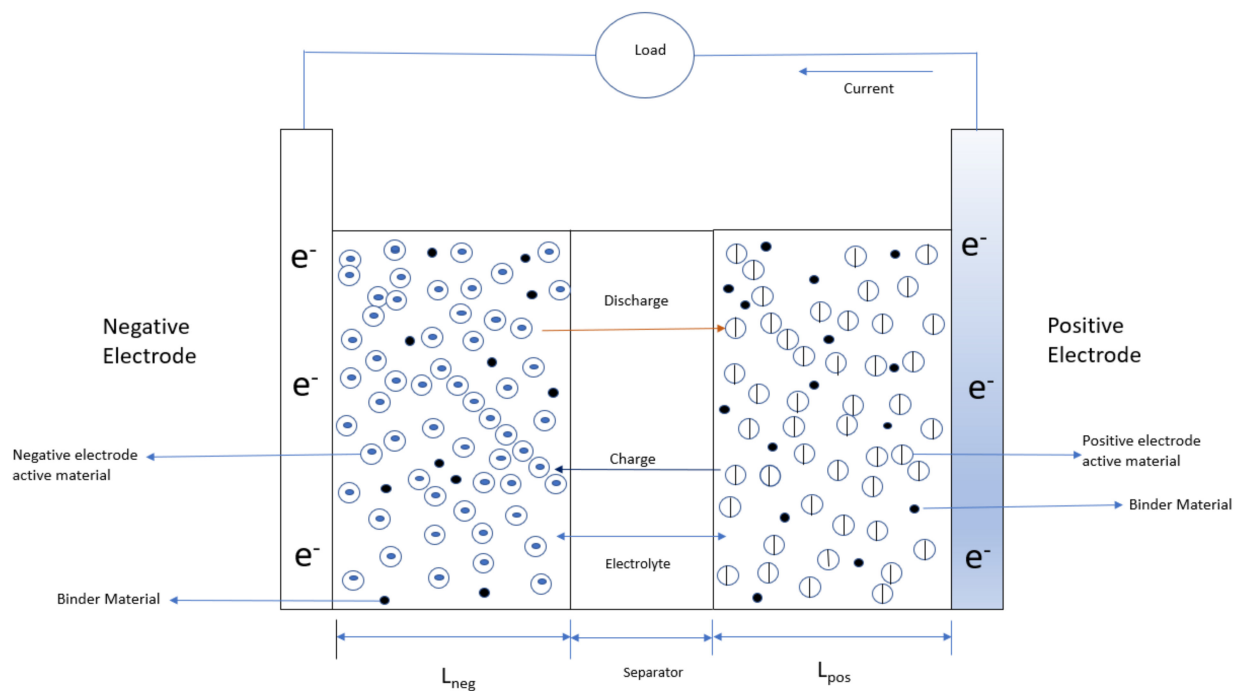 Load
Current
e-
e-
Discharge
Negative
Electrode
Positive
Electrode
e-
e-
Negative electrode
active material
Charge
Positive electrode
active material
Binder Material
e-
e-
Electrolyte
Binder Material
Lneg
Separator
Lpos